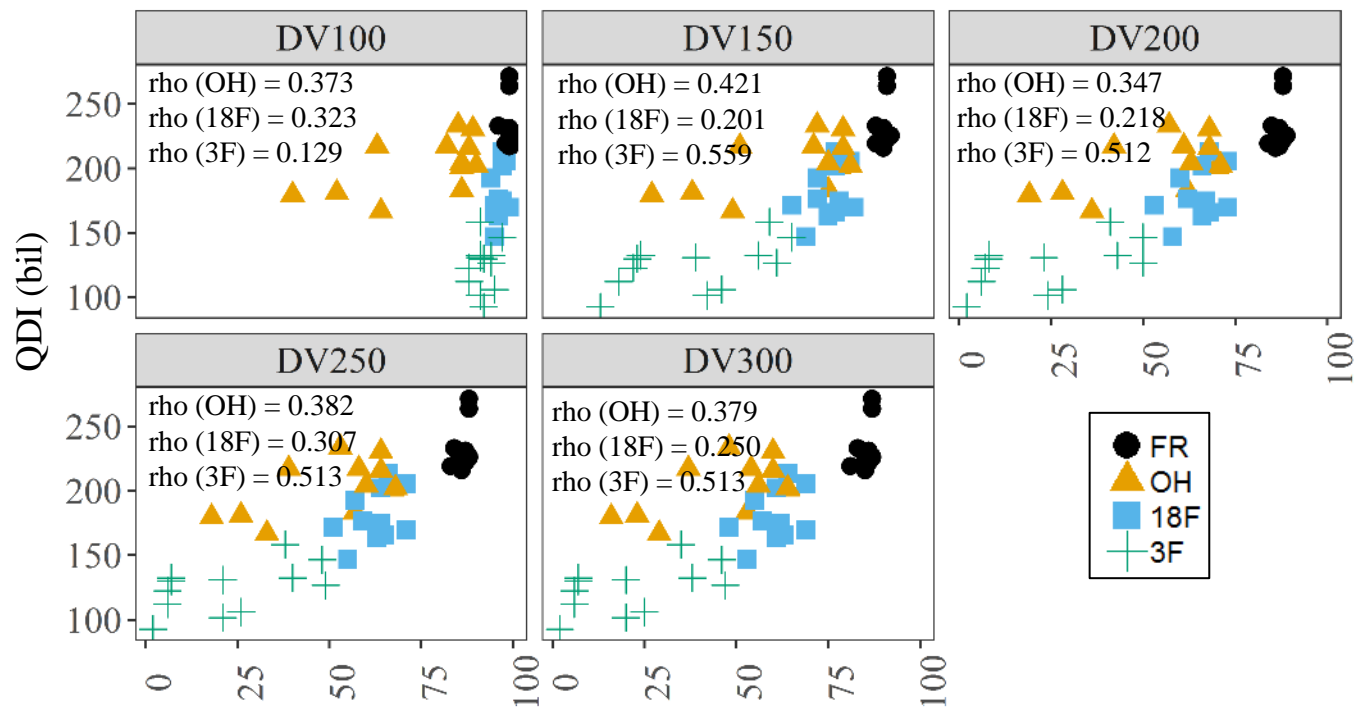 DV100
DV150
DV200
rho (OH) = 0.373
rho (18F) = 0.323
rho (3F) = 0.129
rho (OH) = 0.421
rho (18F) = 0.201
rho (3F) = 0.559
rho (OH) = 0.347
rho (18F) = 0.218
rho (3F) = 0.512
250
200
150
100
0
25
50
75
100
QDI (bil)
DV250
DV300
rho (OH) = 0.382
rho (18F) = 0.307
rho (3F) = 0.513
rho (OH) = 0.379
rho (18F) = 0.250
rho (3F) = 0.513
250
200
150
100
0
25
50
75
100
0
25
50
75
100
FR
OH
18F
3F